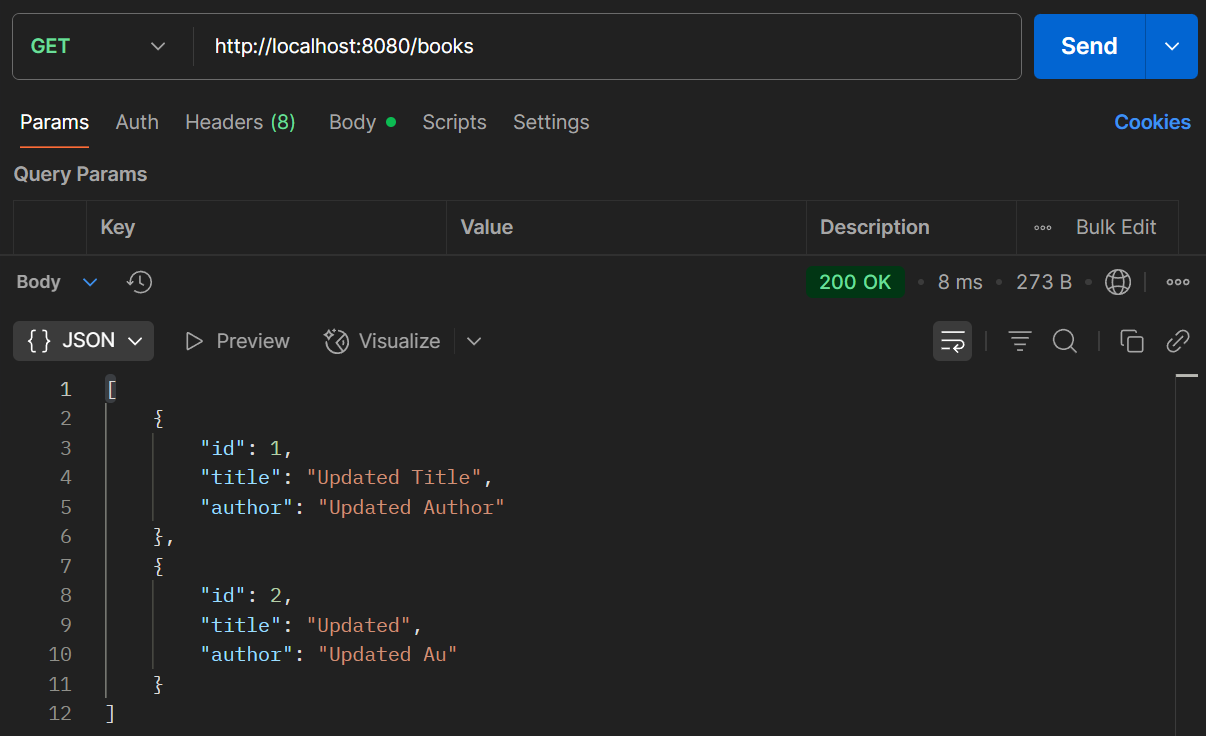 GET http://localhost:8080/books Send
Params Auth Headers (8) Body Scripts Settings Cookies
Query Params
Key Value Description Bulk Edit
Body 200 OK • 8 ms • 273 B •
{ } JSON Preview Visualize
1 [
2     {
3         "id": 1,
4         "title": "Updated Title",
5         "author": "Updated Author"
6     },
7     {
8         "id": 2,
9         "title": "Updated",
10         "author": "Updated Au"
11     }
12 ]